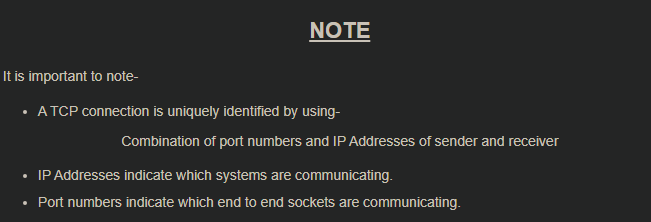 NOTE
It is important to note-
• A TCP connection is uniquely identified by using-
Combination of port numbers and IP Addresses of sender and receiver
• IP Addresses indicate which systems are communicating.
• Port numbers indicate which end to end sockets are communicating.